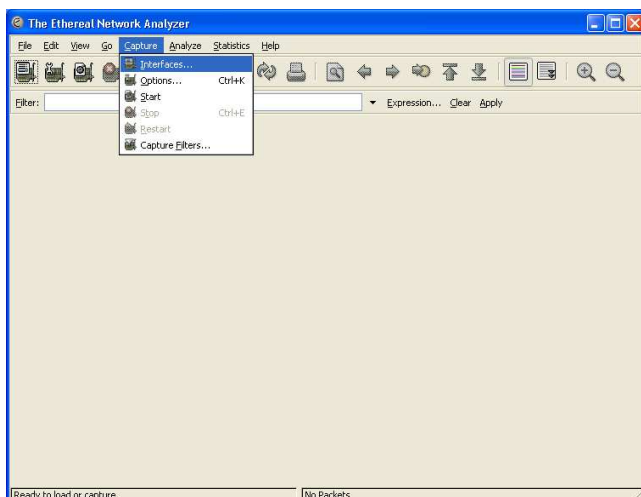 The Ethereal Network Analyzer
File Edit View Go Capture Analyze Statistics Help
Interfaces...
Options... Ctrl+K
Start
Stop Ctrl+E
Restart
Capture Filters...
Filter: Expression... Clear Apply
Ready to load or capture No Packets